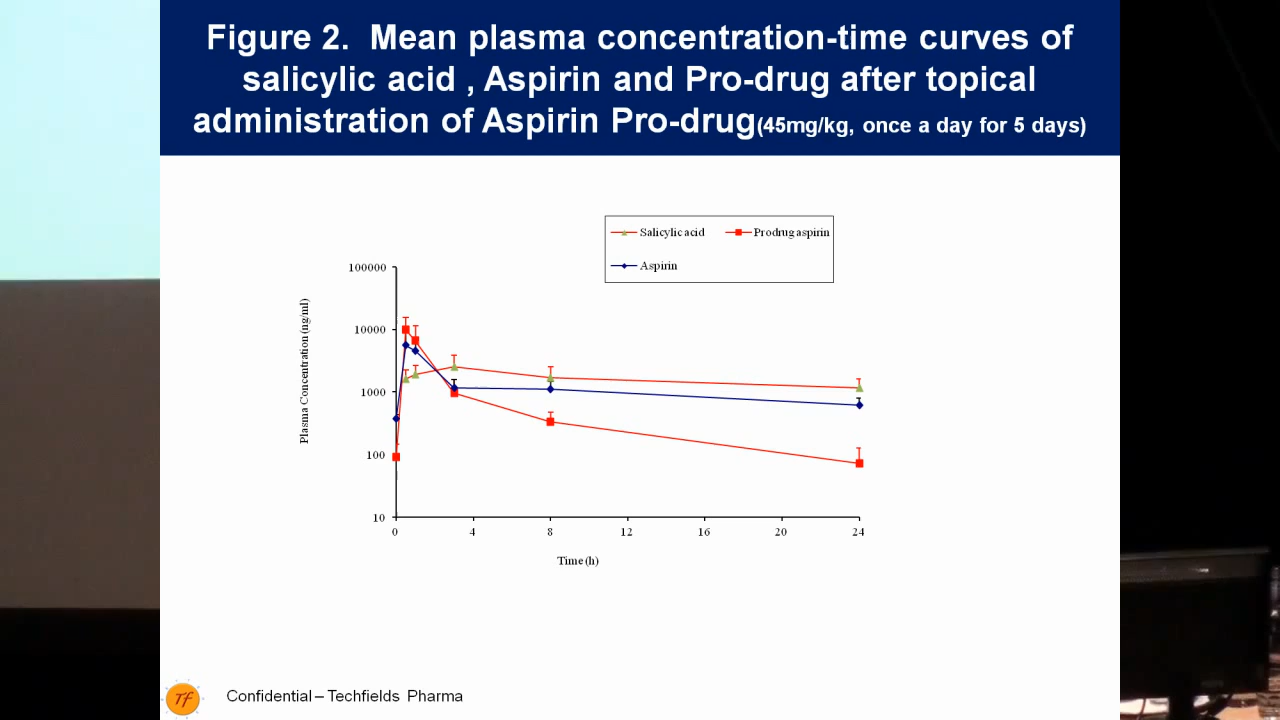 Figure 2.  Mean plasma concentration-time curves of
salicylic acid , Aspirin and Pro-drug after topical
administration of Aspirin Pro-drug(45mg/kg, once a day for 5 days)
Salicylic acid
Prodrug aspirin
Aspirin
Plasma Concentration (ng/ml)
100000
10000
1000
100
10
0 4 8 12 16 20 24
Time (h)
Tf
Confidential – Techfields Pharma